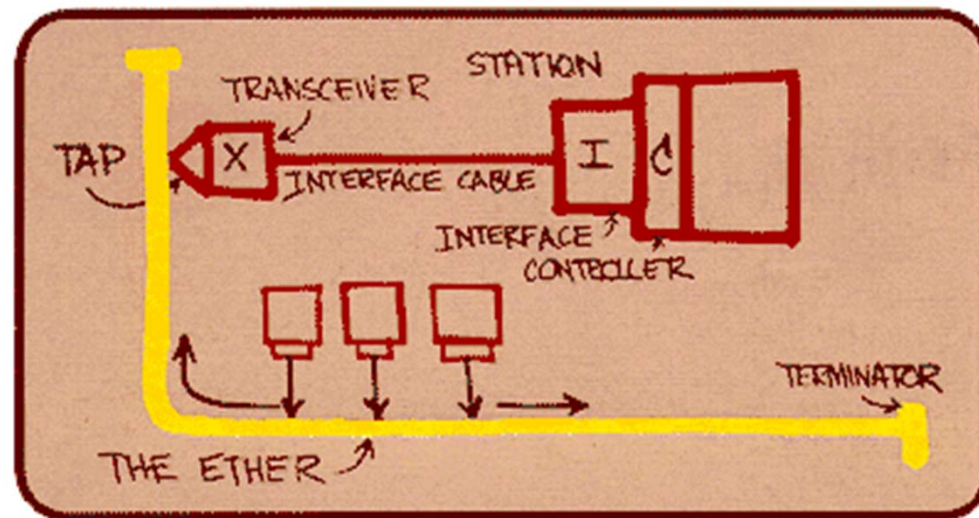 STATION
TRANSCEIVER
TAP
X
I
C
INTERFACE CABLE
INTERFACE
CONTROLLER
TERMINATOR
THE ETHER